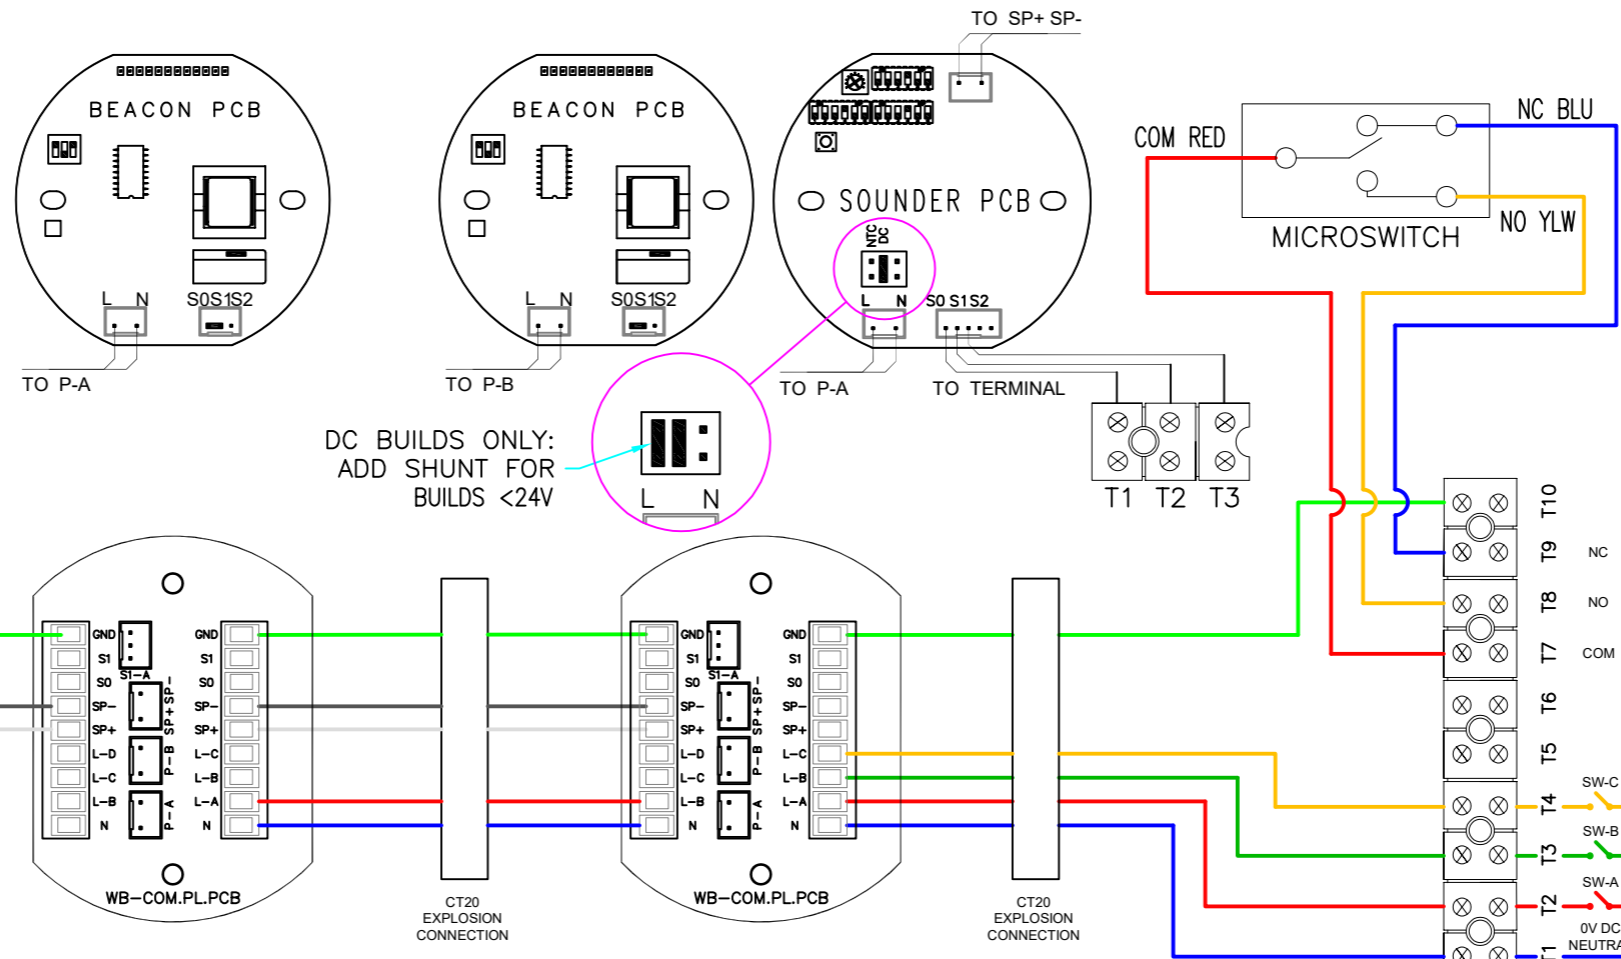 TO SP+ SP-
BEACON PCB
L N
S0S1S2
TO P-A
BEACON PCB
L N
S0S1S2
TO P-B
SOUNDER PCB
NTC
DC
L N
S0 S1S2
TO P-A
TO TERMINAL
T1 T2 T3
COM RED
NC BLU
NO YLW
MICROSWITCH
DC BUILDS ONLY:
ADD SHUNT FOR
BUILDS <24V
L N
GND
S1
S0
SP-
SP+
L-D
L-C
L-B
N
S1-A
SP+ SP-
P-B
P-A
GND
S1
S0
SP-
SP+
L-C
L-B
L-A
N
WB-COM.PL.PCB
CT20
EXPLOSION
CONNECTION
GND
S1
S0
SP-
SP+
L-D
L-C
L-B
N
S1-A
SP+ SP-
P-B
P-A
GND
S1
S0
SP-
SP+
L-C
L-B
L-A
N
WB-COM.PL.PCB
CT20
EXPLOSION
CONNECTION
T10
T9 NC
T8 NO
T7 COM
T6
T5
T4 SW-C
T3 SW-B
T2 SW-A
T1 0V DC
NEUTRA